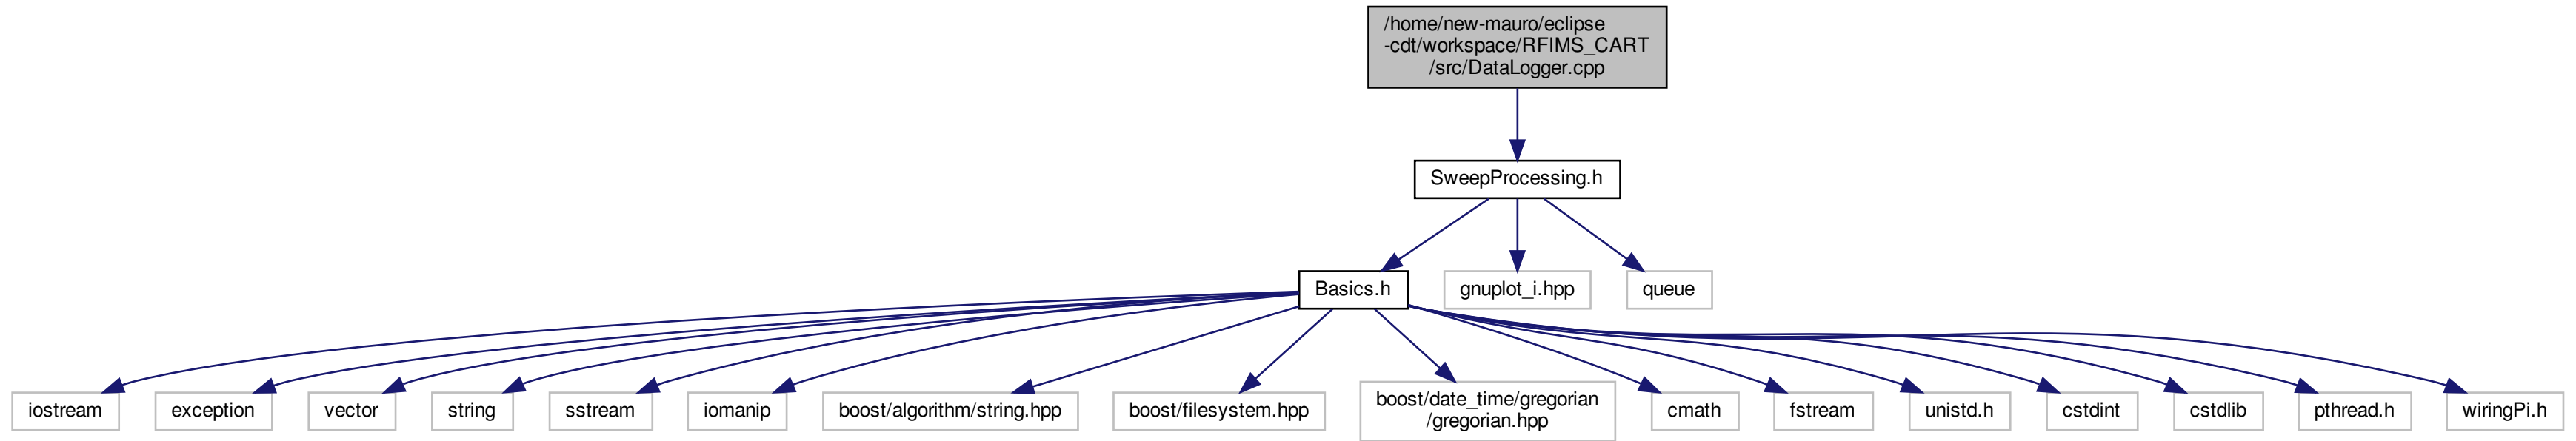 /home/new-mauro/eclipse
-cdt/workspace/RFIMS_CART
/src/DataLogger.cpp
SweepProcessing.h
Basics.h
gnuplot_i.hpp
queue
iostream
exception
vector
string
sstream
iomanip
boost/algorithm/string.hpp
boost/filesystem.hpp
boost/date_time/gregorian
/gregorian.hpp
cmath
fstream
unistd.h
cstdint
cstdlib
pthread.h
wiringPi.h